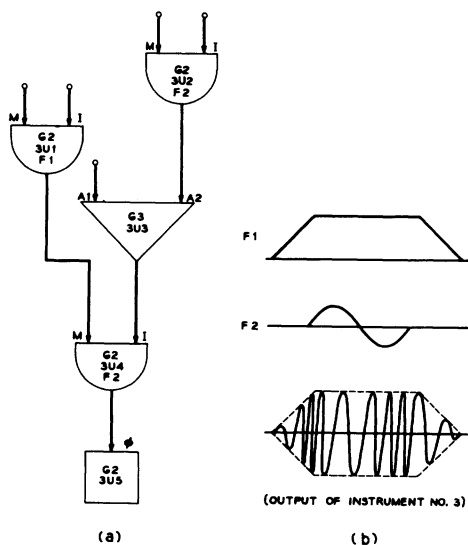 M
I
G2
3U2
F2
M
I
G2
3U1
F1
A1
A2
G3
3U3
M
I
G2
3U4
F2
φ
G2
3U5
(a)
F1
F2
(OUTPUT OF INSTRUMENT NO. 3)
(b)